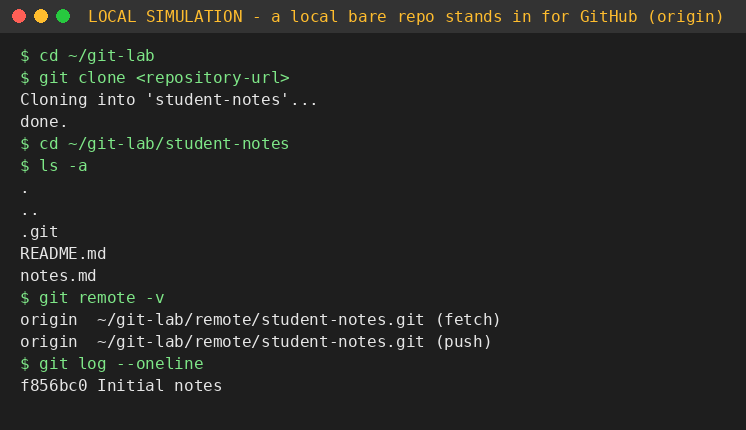 LOCAL SIMULATION - a local bare repo stands in for GitHub (origin)
$ cd ~/git-lab
$ git clone <repository-url>
Cloning into 'student-notes'...
done.
$ cd ~/git-lab/student-notes
$ ls -a
.
..
.git
README.md
notes.md
$ git remote -v
origin  ~/git-lab/remote/student-notes.git (fetch)
origin  ~/git-lab/remote/student-notes.git (push)
$ git log --oneline
f856bc0 Initial notes